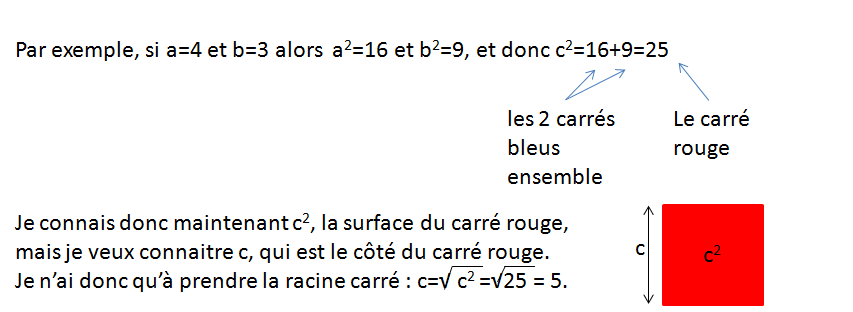 Par exemple, si a=4 et b=3 alors a²=16 et b²=9, et donc c²=16+9=25
les 2 carrés
bleus
ensemble
Le carré
rouge
Je connais donc maintenant c², la surface du carré rouge,
mais je veux connaitre c, qui est le côté du carré rouge.
Je n’ai donc qu’à prendre la racine carré : c=√c²=√25 = 5.
c
c²